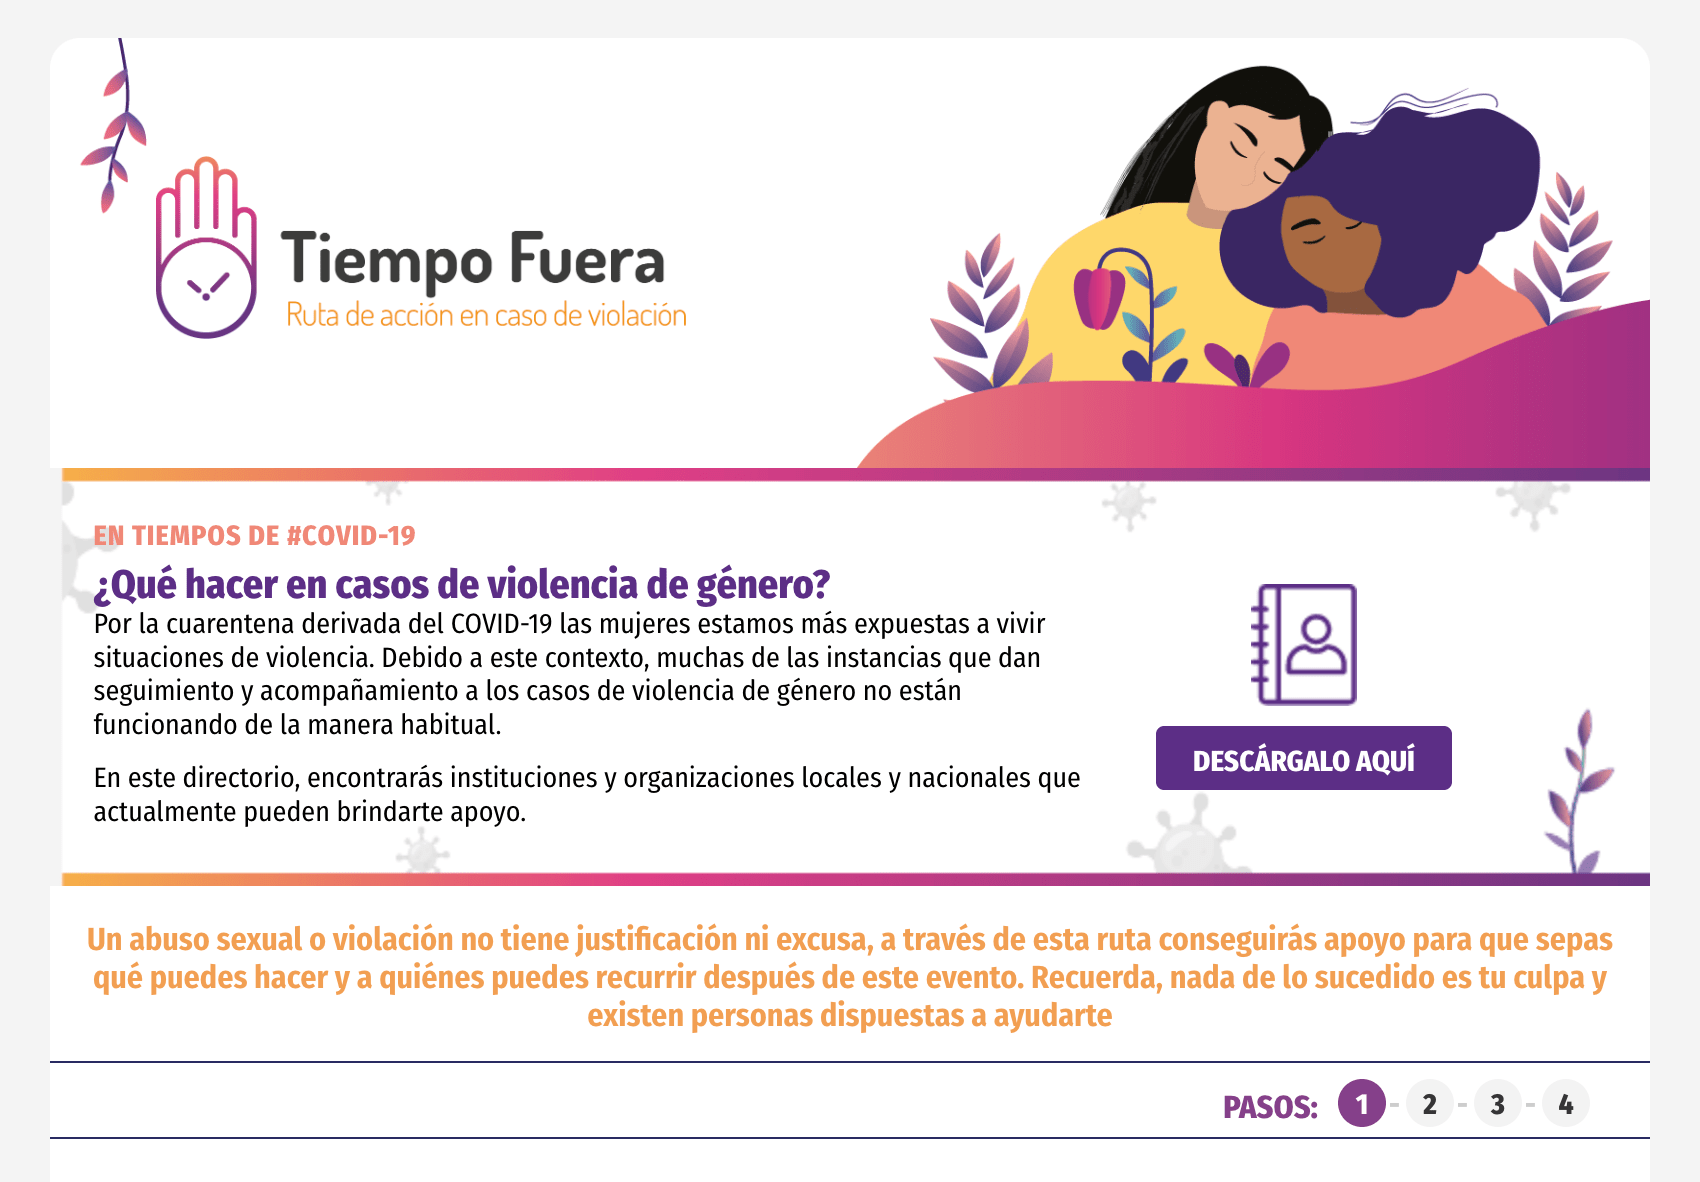 Tiempo Fuera
Ruta de acción en caso de violación
EN TIEMPOS DE #COVID-19
¿Qué hacer en casos de violencia de género?
Por la cuarentena derivada del COVID-19 las mujeres estamos más expuestas a vivir
situaciones de violencia. Debido a este contexto, muchas de las instancias que dan
seguimiento y acompañamiento a los casos de violencia de género no están
funcionando de la manera habitual.
En este directorio, encontrarás instituciones y organizaciones locales y nacionales que
actualmente pueden brindarte apoyo.
DESCÁRGALO AQUÍ
Un abuso sexual o violación no tiene justificación ni excusa, a través de esta ruta conseguirás apoyo para que sepas
qué puedes hacer y a quiénes puedes recurrir después de este evento. Recuerda, nada de lo sucedido es tu culpa y
existen personas dispuestas a ayudarte
PASOS: 1 - 2 - 3 - 4